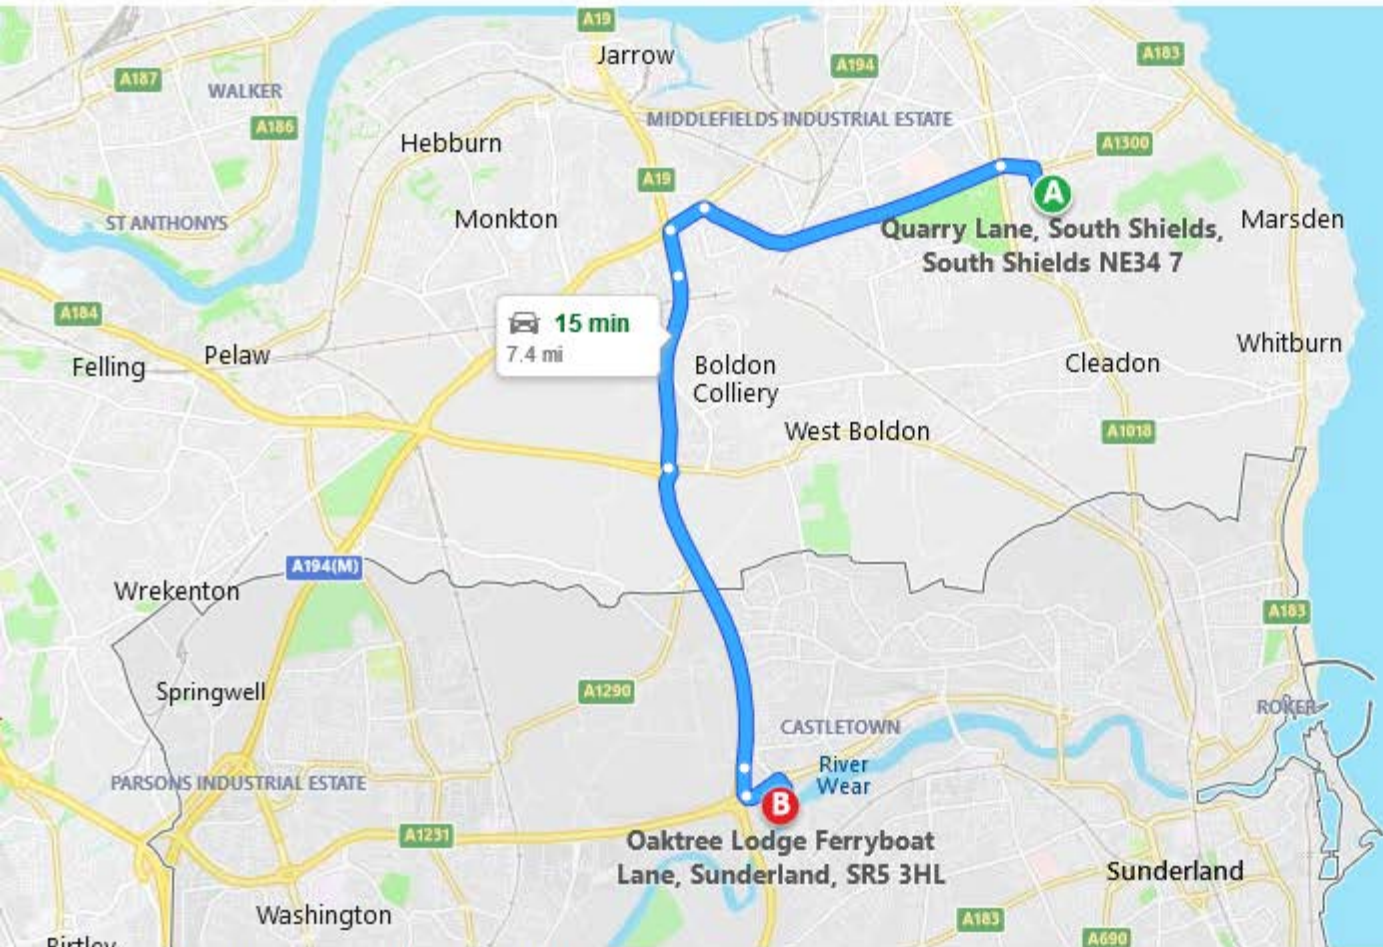 A19
Jarrow
A183
A194
A187
WALKER
A186
MIDDLEFIELDS INDUSTRIAL ESTATE
Hebburn
A1300
A19
A
ST ANTHONYS
Monkton
Marsden
Quarry Lane, South Shields,
South Shields NE34 7
A184
15 min
7.4 mi
Felling
Pelaw
Boldon
Colliery
Cleadon
Whitburn
West Boldon
A1018
A194(M)
Wrekenton
A183
Springwell
A1290
ROKER
CASTLETOWN
PARSONS INDUSTRIAL ESTATE
River
Wear
B
A1231
Oaktree Lodge Ferryboat
Lane, Sunderland, SR5 3HL
Sunderland
Washington
A183
A690
Birtley